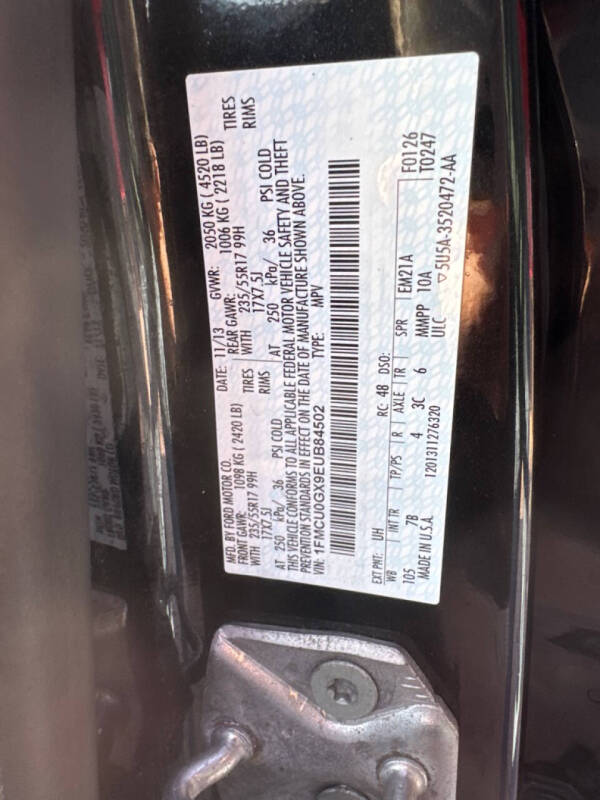 MFD. BY FORD MOTOR CO.
DATE: 11/13 GVWR: 2050 KG ( 4520 LB)
FRONT GAWR: 1098 KG ( 2420 LB) REAR GAWR: 1006 KG ( 2218 LB)
WITH 235/55R17 99H TIRES WITH 235/55R17 99H TIRES
17X7.5J RIMS 17X7.5J RIMS
AT 250 kPa/ 36 PSI COLD AT 250 kPa/ 36 PSI COLD
THIS VEHICLE CONFORMS TO ALL APPLICABLE FEDERAL MOTOR VEHICLE SAFETY AND THEFT
PREVENTION STANDARDS IN EFFECT ON THE DATE OF MANUFACTURE SHOWN ABOVE.
VIN: 1FMCU0GX9EUB84502 TYPE: MPV
F0126
T0247
EXT PNT: UH RC: 48 DSO:
WB INT TR TP/PS R AXLE TR SPR EM21A
105 7B 4 3C 6 MMPP 10A
MADE IN U.S.A. 1201311276320 ULC ▽5U5A-3520472-AA